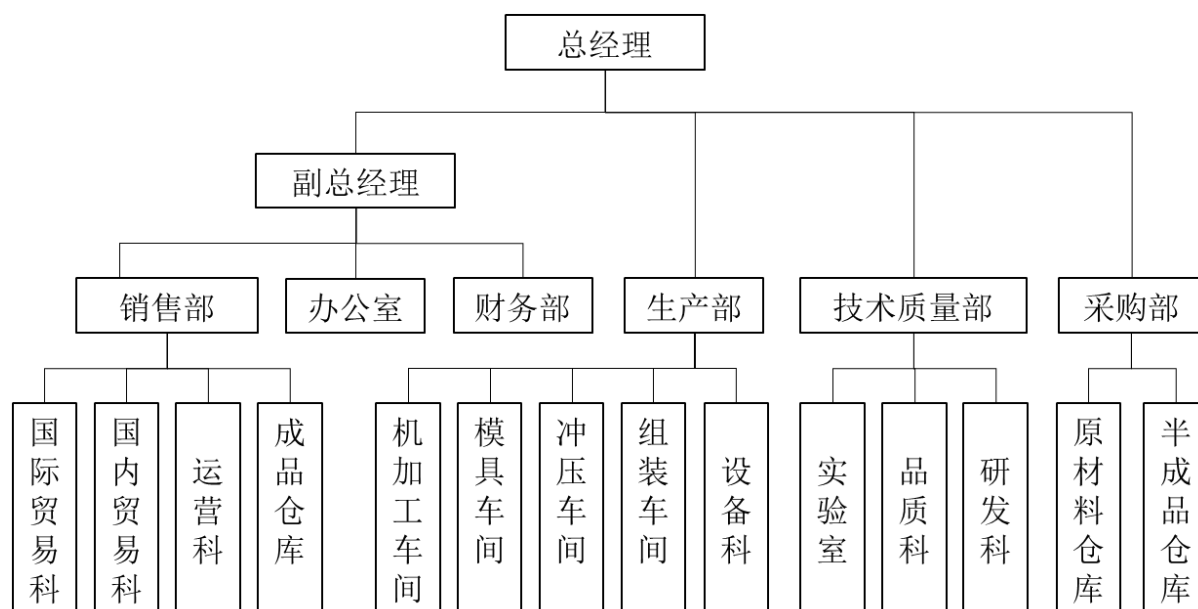 总经理
副总经理
销售部
办公室
财务部
生产部
技术质量部
采购部
国际贸易科
国内贸易科
运营科
成品仓库
机加工车间
模具车间
冲压车间
组装车间
设备科
实验室
品质科
研发科
原材料仓库
半成品仓库